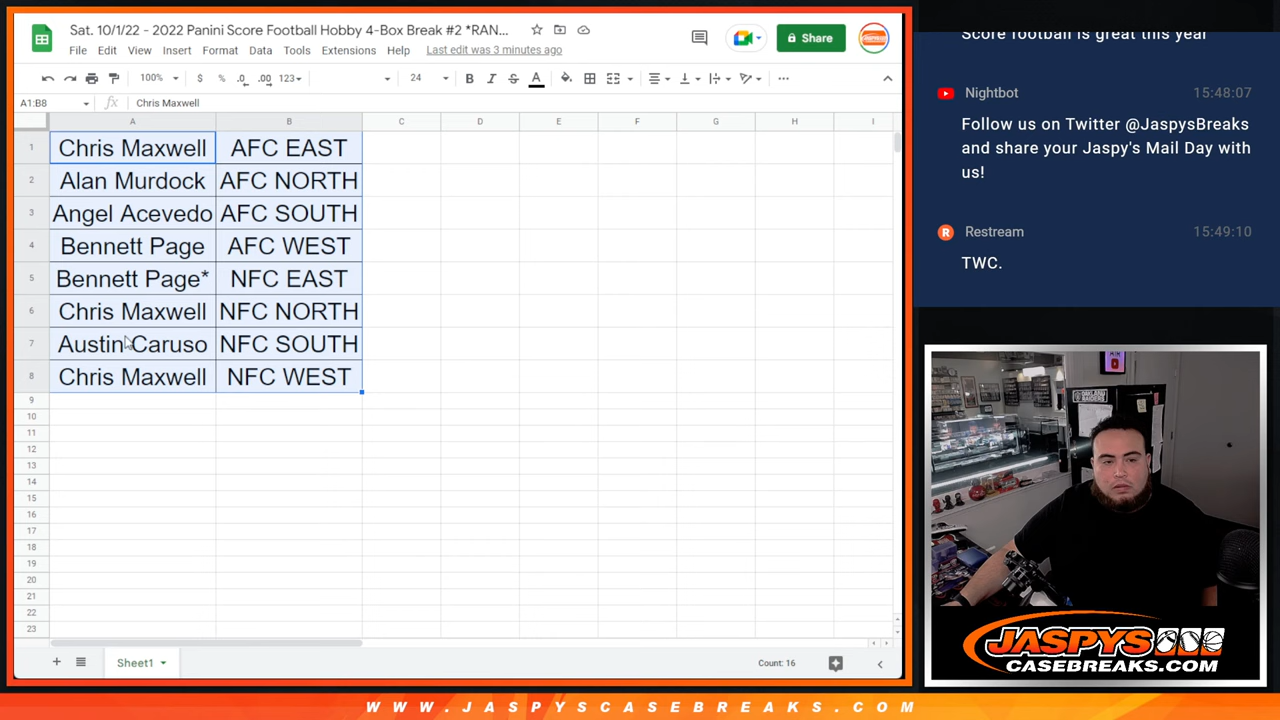 Sat. 10/1/22 - 2022 Panini Score Football Hobby 4-Box Break #2 *RAN...
File Edit View Insert Format Data Tools Extensions Help Last edit was 3 minutes ago
Share
100% $ % .0 .00 123 24 B I S A
A1:B8 fx Chris Maxwell
A B C D E F G H I
1 Chris Maxwell AFC EAST
2 Alan Murdock AFC NORTH
3 Angel Acevedo AFC SOUTH
4 Bennett Page AFC WEST
5 Bennett Page* NFC EAST
6 Chris Maxwell NFC NORTH
7 Austin Caruso NFC SOUTH
8 Chris Maxwell NFC WEST
9
10
11
12
13
14
15
16
17
18
19
20
21
22
23
Sheet1 Count: 16
Score football is great this year
Nightbot 15:48:07
Follow us on Twitter @JaspysBreaks
and share your Jaspy's Mail Day with
us!
Restream 15:49:10
TWC.
JASPYS
CASEBREAKS.COM
WWW.JASPYSCASEBREAKS.COM